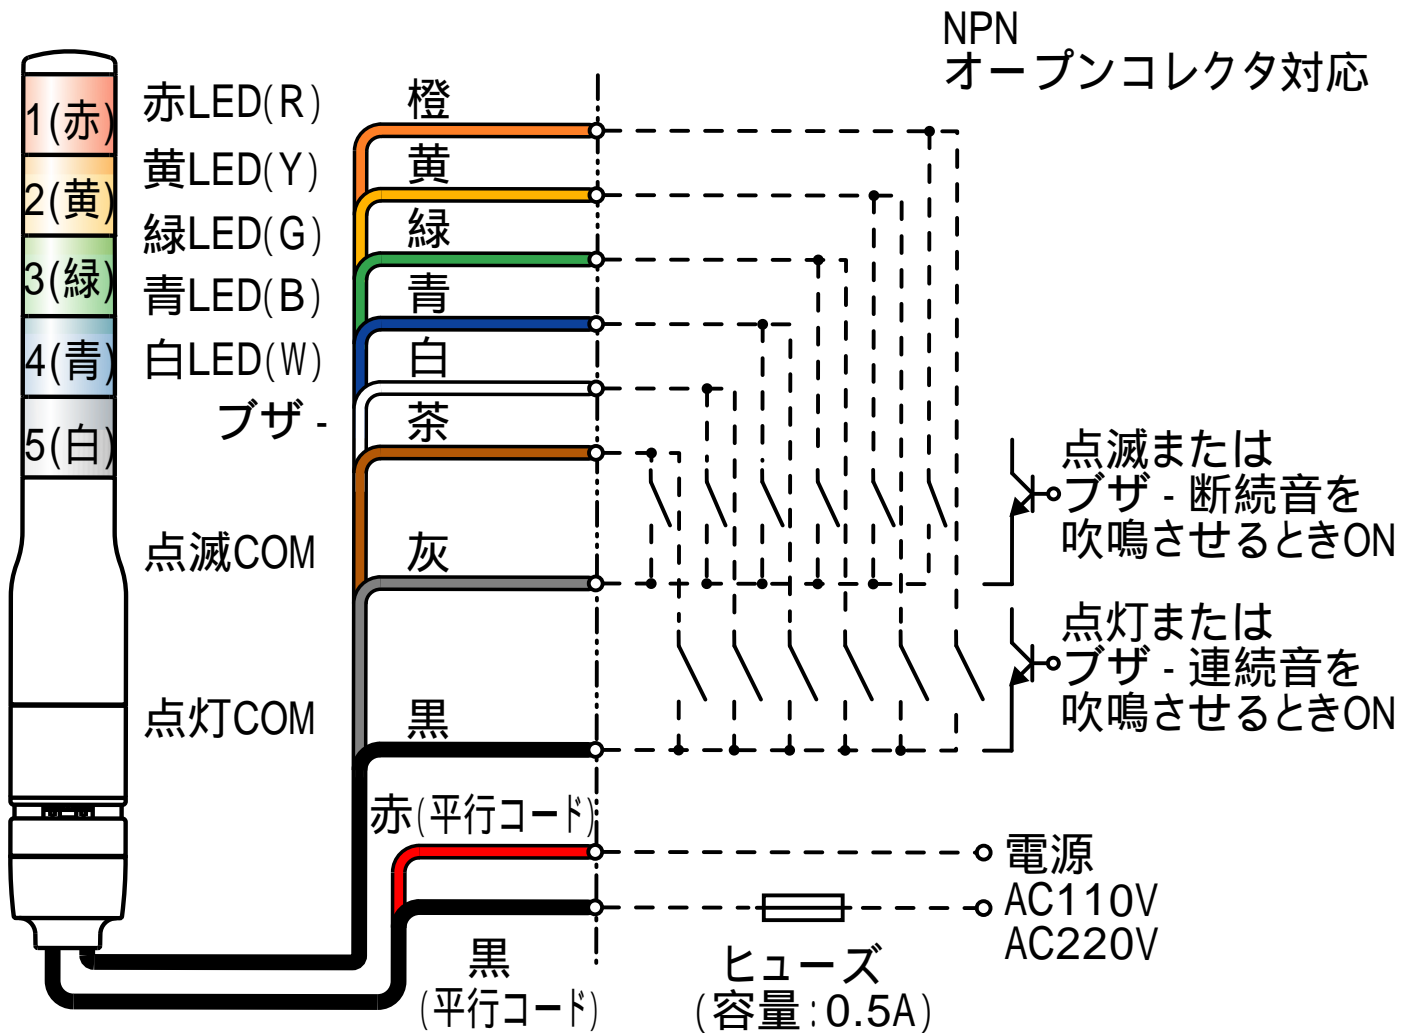 NPN
オープンコレクタ対応
1(赤)
2(黄)
3(緑)
4(青)
5(白)
赤LED(R)
黄LED(Y)
緑LED(G)
青LED(B)
白LED(W)
ブザ-
点滅COM
点灯COM
橙
黄
緑
青
白
茶
灰
黒
点滅または
ブザ-断続音を
吹鳴させるときON
点灯または
ブザ-連続音を
吹鳴させるときON
赤(平行コード)
黒
(平行コード)
電源
AC110V
AC220V
ヒューズ
(容量:0.5A)